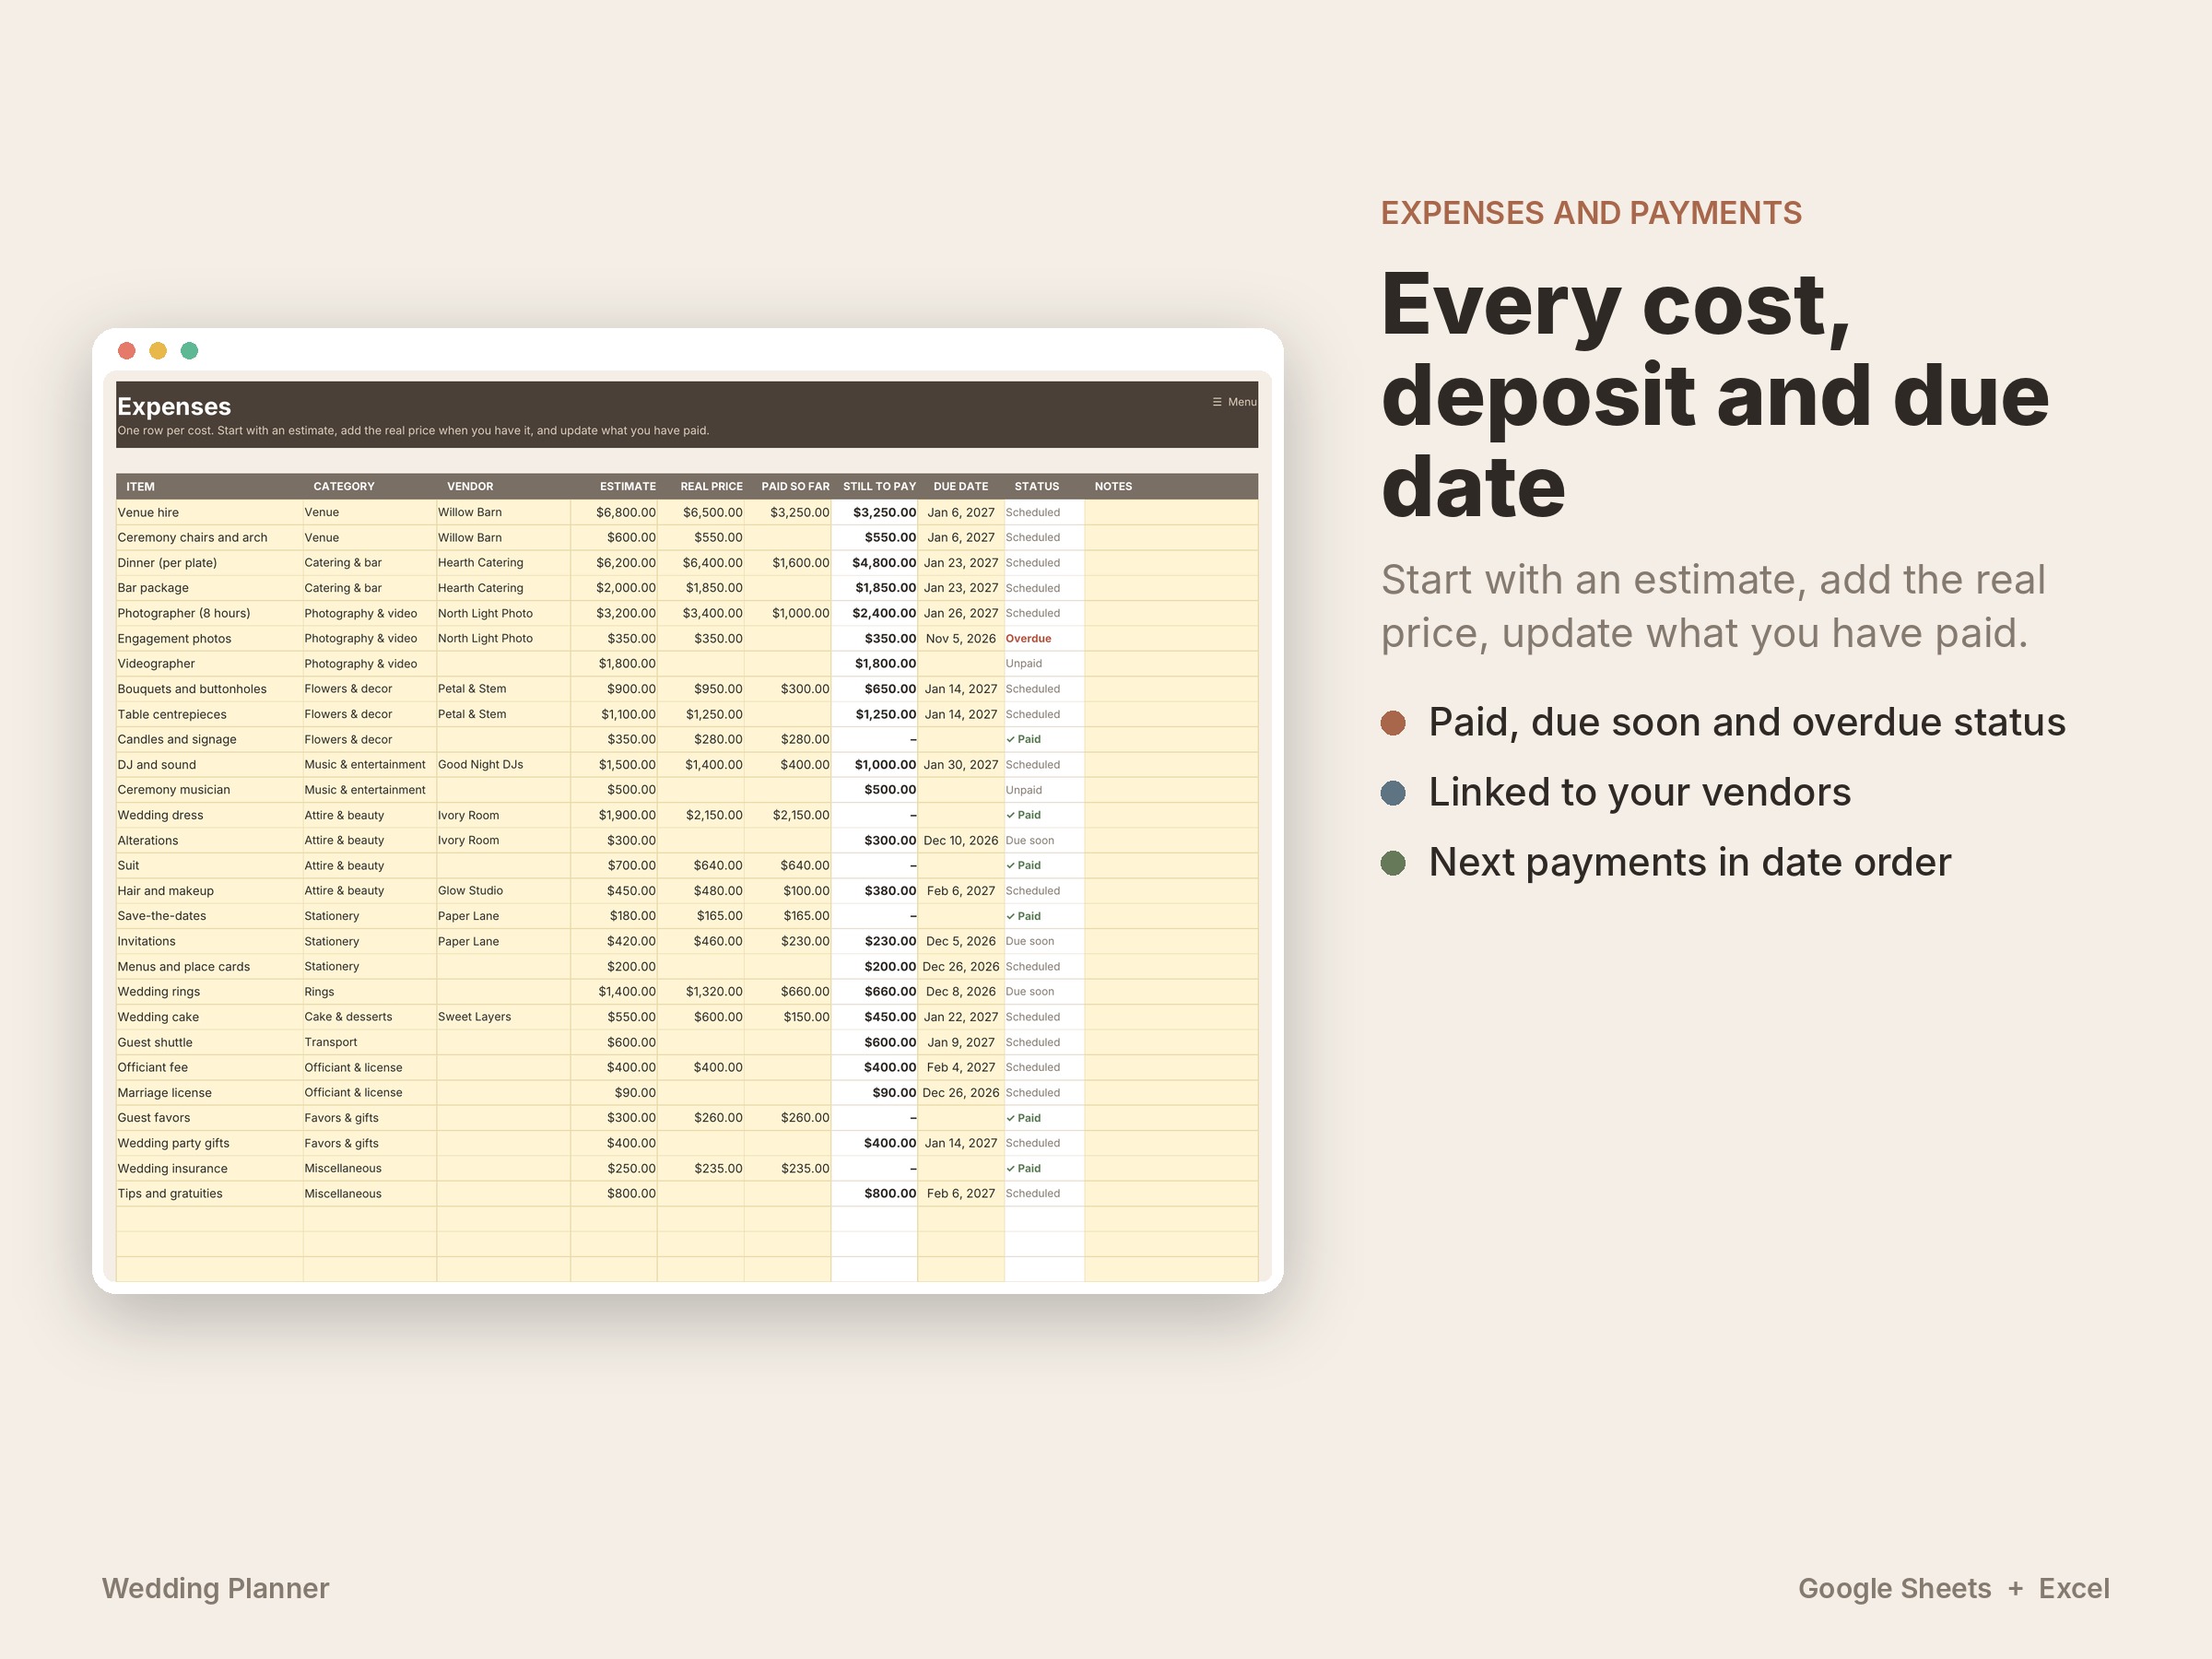 Expenses
☰ Menu
One row per cost. Start with an estimate, add the real price when you have it, and update what you have paid.
ITEM CATEGORY VENDOR ESTIMATE REAL PRICE PAID SO FAR STILL TO PAY DUE DATE STATUS NOTES
Venue hire Venue Willow Barn $6,800.00 $6,500.00 $3,250.00 $3,250.00 Jan 6, 2027 Scheduled
Ceremony chairs and arch Venue Willow Barn $600.00 $550.00 $550.00 Jan 6, 2027 Scheduled
Dinner (per plate) Catering & bar Hearth Catering $6,200.00 $6,400.00 $1,600.00 $4,800.00 Jan 23, 2027 Scheduled
Bar package Catering & bar Hearth Catering $2,000.00 $1,850.00 $1,850.00 Jan 23, 2027 Scheduled
Photographer (8 hours) Photography & video North Light Photo $3,200.00 $3,400.00 $1,000.00 $2,400.00 Jan 26, 2027 Scheduled
Engagement photos Photography & video North Light Photo $350.00 $350.00 $350.00 Nov 5, 2026 Overdue
Videographer Photography & video $1,800.00 $1,800.00 Unpaid
Bouquets and buttonholes Flowers & decor Petal & Stem $900.00 $950.00 $300.00 $650.00 Jan 14, 2027 Scheduled
Table centrepieces Flowers & decor Petal & Stem $1,100.00 $1,250.00 $1,250.00 Jan 14, 2027 Scheduled
Candles and signage Flowers & decor $350.00 $280.00 $280.00 – ✓ Paid
DJ and sound Music & entertainment Good Night DJs $1,500.00 $1,400.00 $400.00 $1,000.00 Jan 30, 2027 Scheduled
Ceremony musician Music & entertainment $500.00 $500.00 Unpaid
Wedding dress Attire & beauty Ivory Room $1,900.00 $2,150.00 $2,150.00 – ✓ Paid
Alterations Attire & beauty Ivory Room $300.00 $300.00 Dec 10, 2026 Due soon
Suit Attire & beauty $700.00 $640.00 $640.00 – ✓ Paid
Hair and makeup Attire & beauty Glow Studio $450.00 $480.00 $100.00 $380.00 Feb 6, 2027 Scheduled
Save-the-dates Stationery Paper Lane $180.00 $165.00 $165.00 – ✓ Paid
Invitations Stationery Paper Lane $420.00 $460.00 $230.00 $230.00 Dec 5, 2026 Due soon
Menus and place cards Stationery $200.00 $200.00 Dec 26, 2026 Scheduled
Wedding rings Rings $1,400.00 $1,320.00 $660.00 $660.00 Dec 8, 2026 Due soon
Wedding cake Cake & desserts Sweet Layers $550.00 $600.00 $150.00 $450.00 Jan 22, 2027 Scheduled
Guest shuttle Transport $600.00 $600.00 Jan 9, 2027 Scheduled
Officiant fee Officiant & license $400.00 $400.00 $400.00 Feb 4, 2027 Scheduled
Marriage license Officiant & license $90.00 $90.00 Dec 26, 2026 Scheduled
Guest favors Favors & gifts $300.00 $260.00 $260.00 – ✓ Paid
Wedding party gifts Favors & gifts $400.00 $400.00 Jan 14, 2027 Scheduled
Wedding insurance Miscellaneous $250.00 $235.00 $235.00 – ✓ Paid
Tips and gratuities Miscellaneous $800.00 $800.00 Feb 6, 2027 Scheduled
EXPENSES AND PAYMENTS
Every cost,
deposit and due
date
Start with an estimate, add the real
price, update what you have paid.
Paid, due soon and overdue status
Linked to your vendors
Next payments in date order
Wedding Planner
Google Sheets + Excel